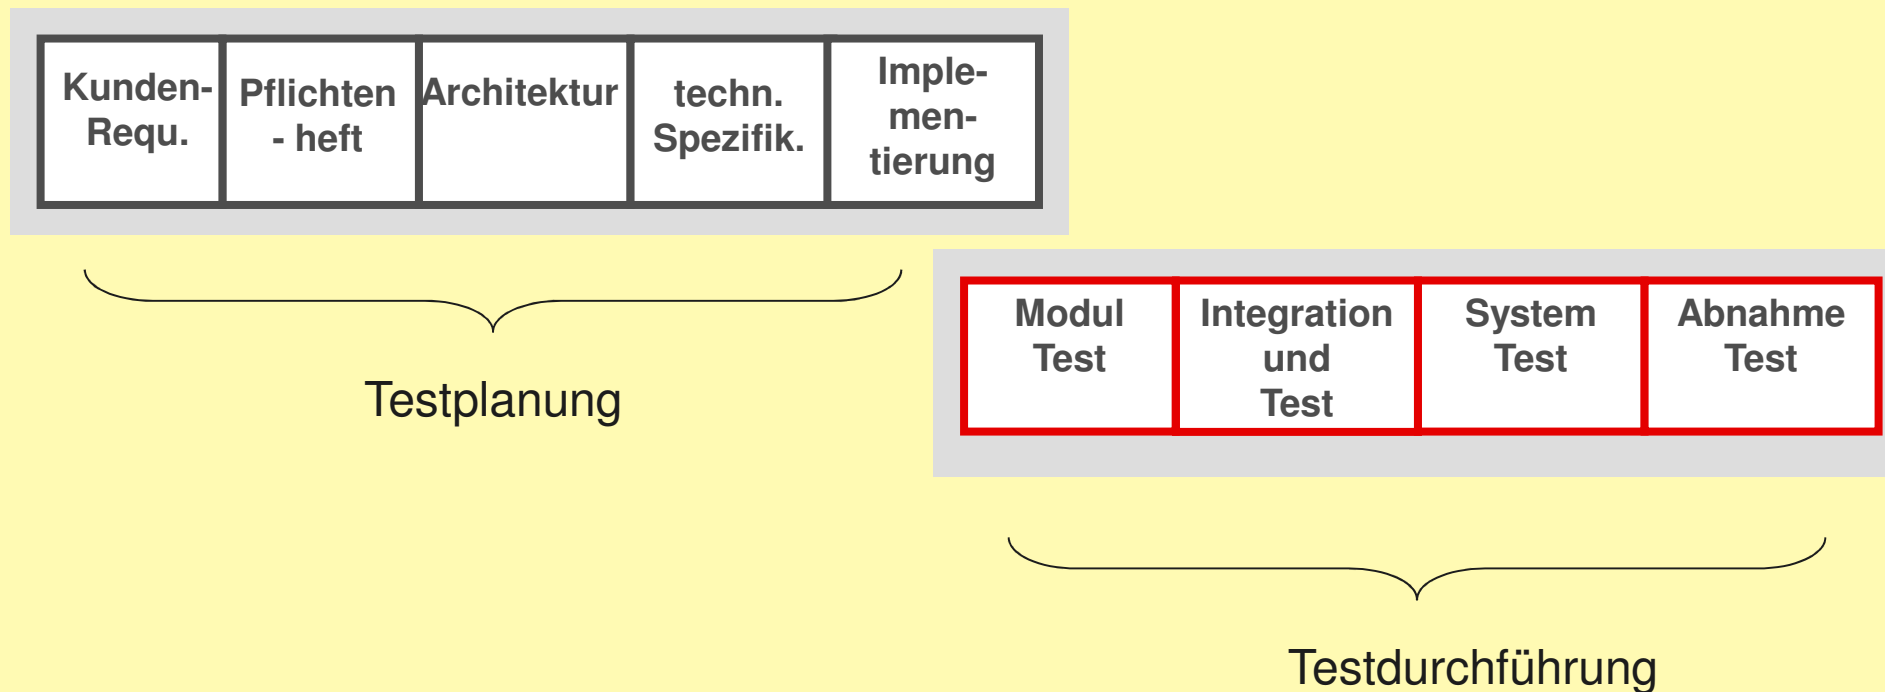 Kunden-
Requ.
Pflichten
- heft
Architektur
techn.
Spezifik.
Imple-
men-
tierung
Testplanung
Modul
Test
Integration
und
Test
System
Test
Abnahme
Test
Testdurchführung